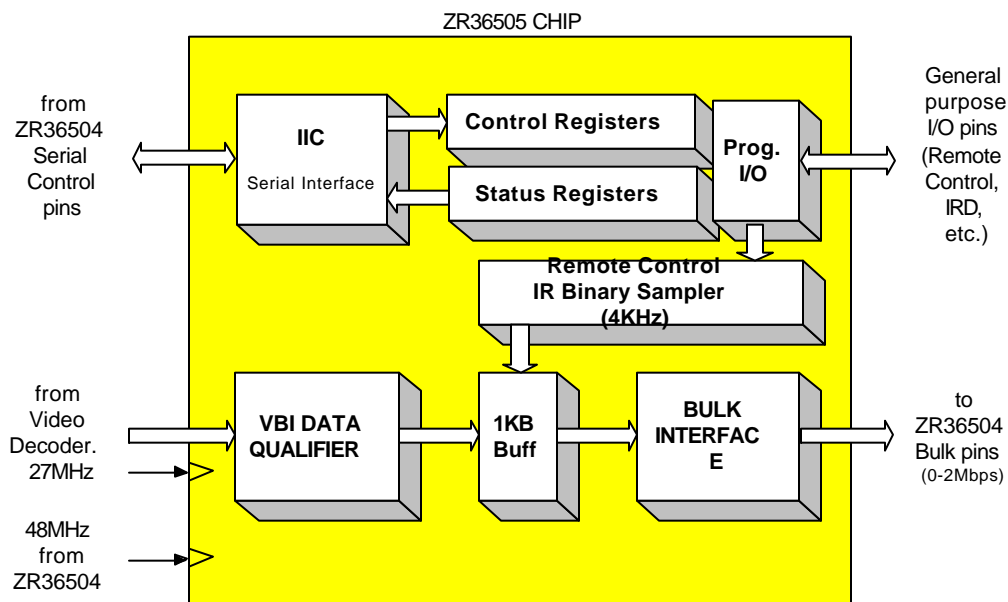 ZR36505 CHIP
from
ZR36504
Serial
Control
pins
IIC
Serial Interface
Control Registers
Status Registers
Prog.
I/O
General
purpose
I/O pins
(Remote
Control,
IRD,
etc.)
Remote Control
IR Binary Sampler
(4KHz)
from
Video
Decoder.
27MHz
VBI DATA
QUALIFIER
1KB
Buff
BULK
INTERFAC
E
to
ZR36504
Bulk pins
(0-2Mbps)
48MHz
from
ZR36504